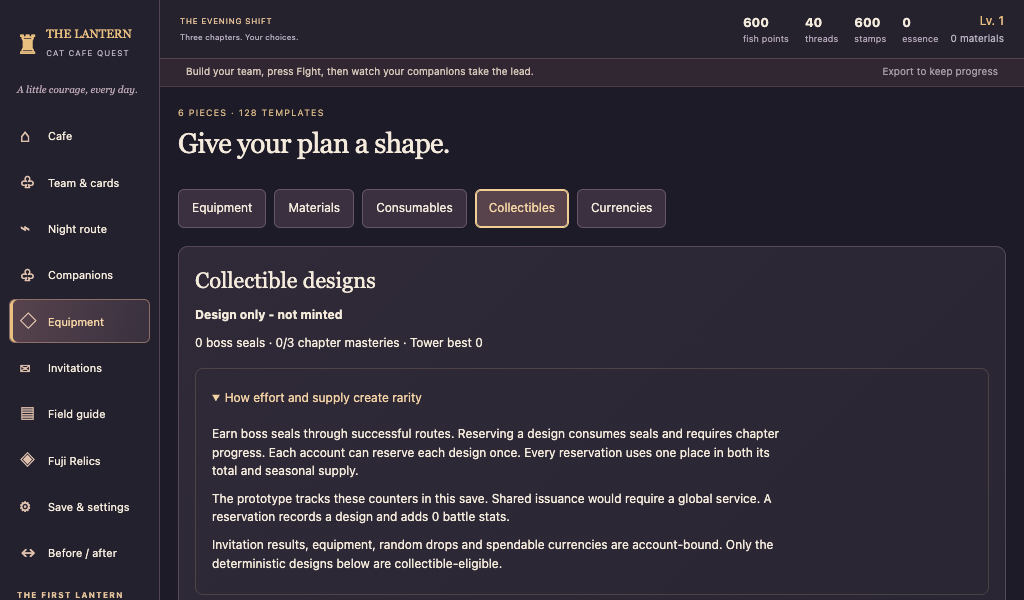 THE LANTERN
CAT CAFE QUEST
A little courage, every day.
Cafe
Team & cards
Night route
Companions
Equipment
Invitations
Field guide
Fuji Relics
Save & settings
Before / after
THE FIRST LANTERN
THE EVENING SHIFT
Three chapters. Your choices.
600 fish points
40 threads
600 stamps
0 essence
Lv. 1
0 materials
Build your team, press Fight, then watch your companions take the lead.
Export to keep progress
6 PIECES · 128 TEMPLATES
Give your plan a shape.
Equipment
Materials
Consumables
Collectibles
Currencies
Collectible designs
Design only - not minted
0 boss seals · 0/3 chapter masteries · Tower best 0
How effort and supply create rarity
Earn boss seals through successful routes. Reserving a design consumes seals and requires chapter
progress. Each account can reserve each design once. Every reservation uses one place in both its
total and seasonal supply.
The prototype tracks these counters in this save. Shared issuance would require a global service. A
reservation records a design and adds 0 battle stats.
Invitation results, equipment, random drops and spendable currencies are account-bound. Only the
deterministic designs below are collectible-eligible.